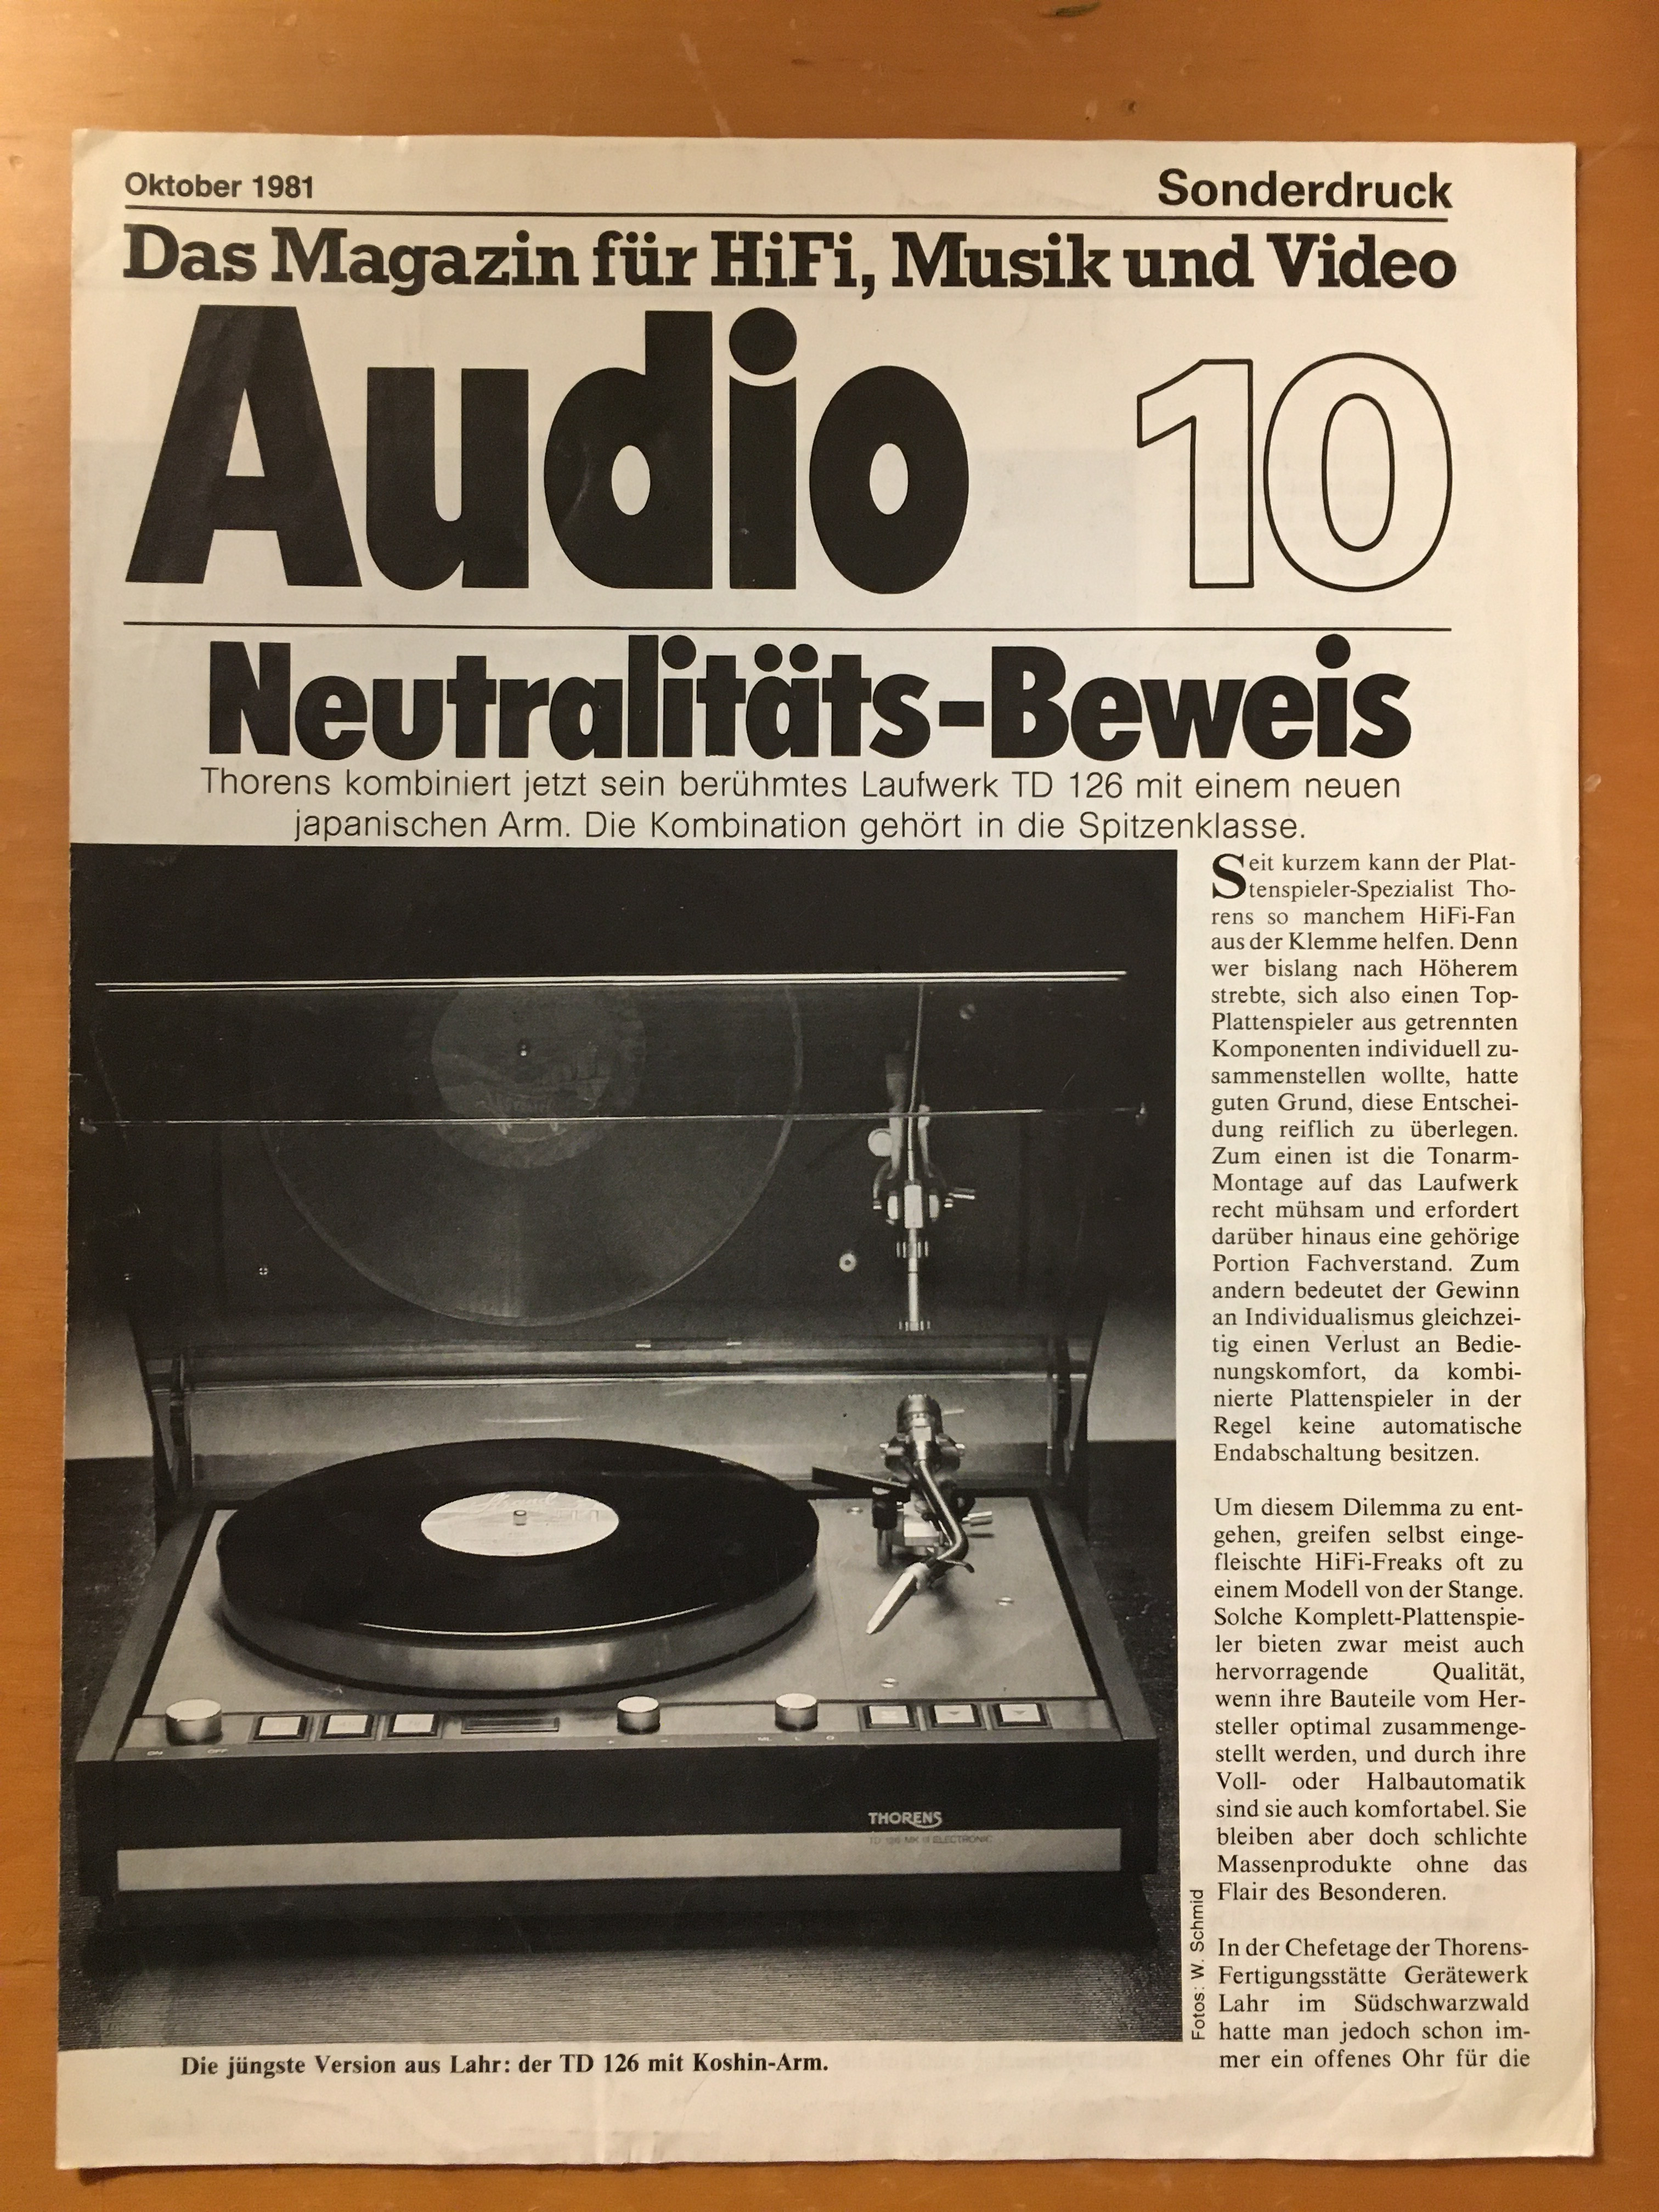 Oktober 1981
Sonderdruck
Das Magazin für HiFi, Musik und Video
Audio 10
Neutralitäts-Beweis
Thorens kombiniert jetzt sein berühmtes Laufwerk TD 126 mit einem neuen
japanischen Arm. Die Kombination gehört in die Spitzenklasse.
Seit kurzem kann der Plat-
tenspieler-Spezialist Tho-
rens so manchem HiFi-Fan
aus der Klemme helfen. Denn
wer bislang nach Höherem
strebte, sich also einen Top-
Plattenspieler aus getrennten
Komponenten individuell zu-
sammenstellen wollte, hatte
guten Grund, diese Entschei-
dung reiflich zu überlegen.
Zum einen ist die Tonarm-
Montage auf das Laufwerk
recht mühsam und erfordert
darüber hinaus eine gehörige
Portion Fachverstand. Zum
andern bedeutet der Gewinn
an Individualismus gleichzei-
tig einen Verlust an Bedie-
nungskomfort, da kombi-
nierte Plattenspieler in der
Regel keine automatische
Endabschaltung besitzen.
Um diesem Dilemma zu ent-
gehen, greifen selbst einge-
fleischte HiFi-Freaks oft zu
einem Modell von der Stange.
Solche Komplett-Plattenspie-
ler bieten zwar meist auch
hervorragende Qualität,
wenn ihre Bauteile vom Her-
steller optimal zusammenge-
stellt werden, und durch ihre
Voll- oder Halbautomatik
sind sie auch komfortabel. Sie
bleiben aber doch schlichte
Massenprodukte ohne das
Flair des Besonderen.
In der Chefetage der Thorens-
Fertigungsstätte Gerätewerk
Lahr im Südschwarzwald
hatte man jedoch schon im-
mer ein offenes Ohr für die
ON OFF
THORENS
TD 126 MK III ELECTRONIC
Fotos: W. Schmid
Die jüngste Version aus Lahr: der TD 126 mit Koshin-Arm.